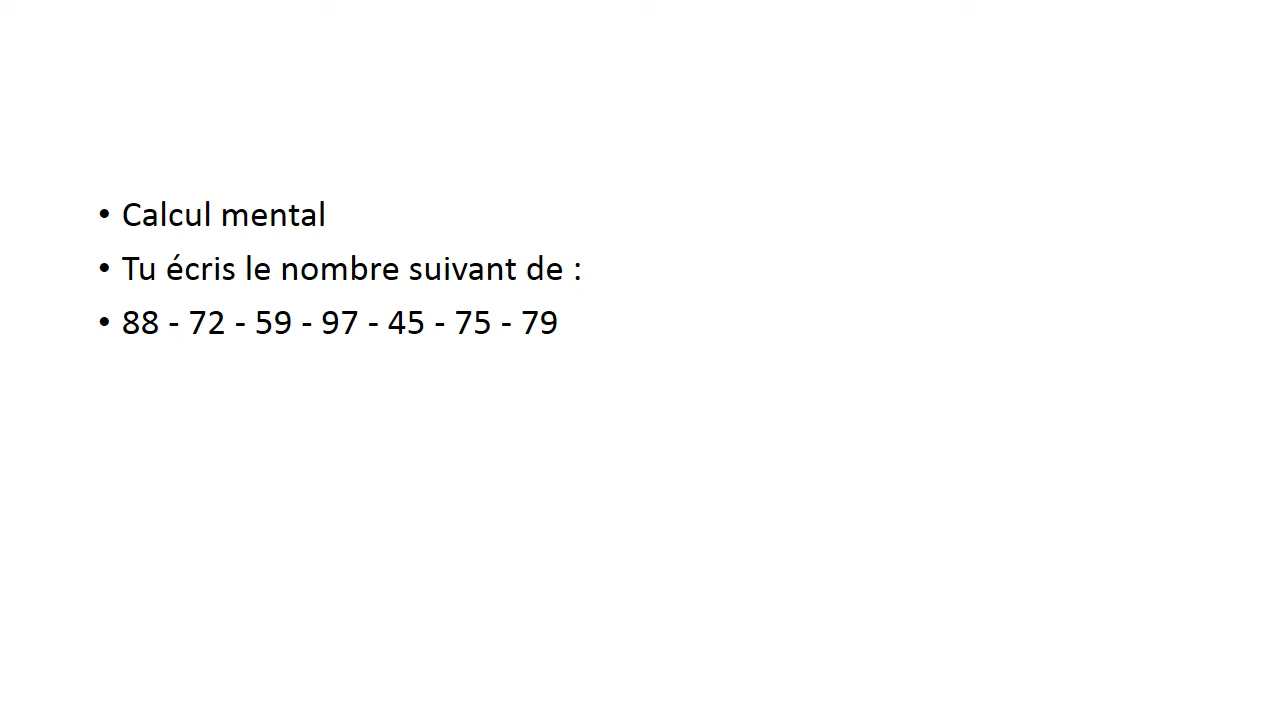 • Calcul mental
• Tu écris le nombre suivant de :
• 88 - 72 - 59 - 97 - 45 - 75 - 79